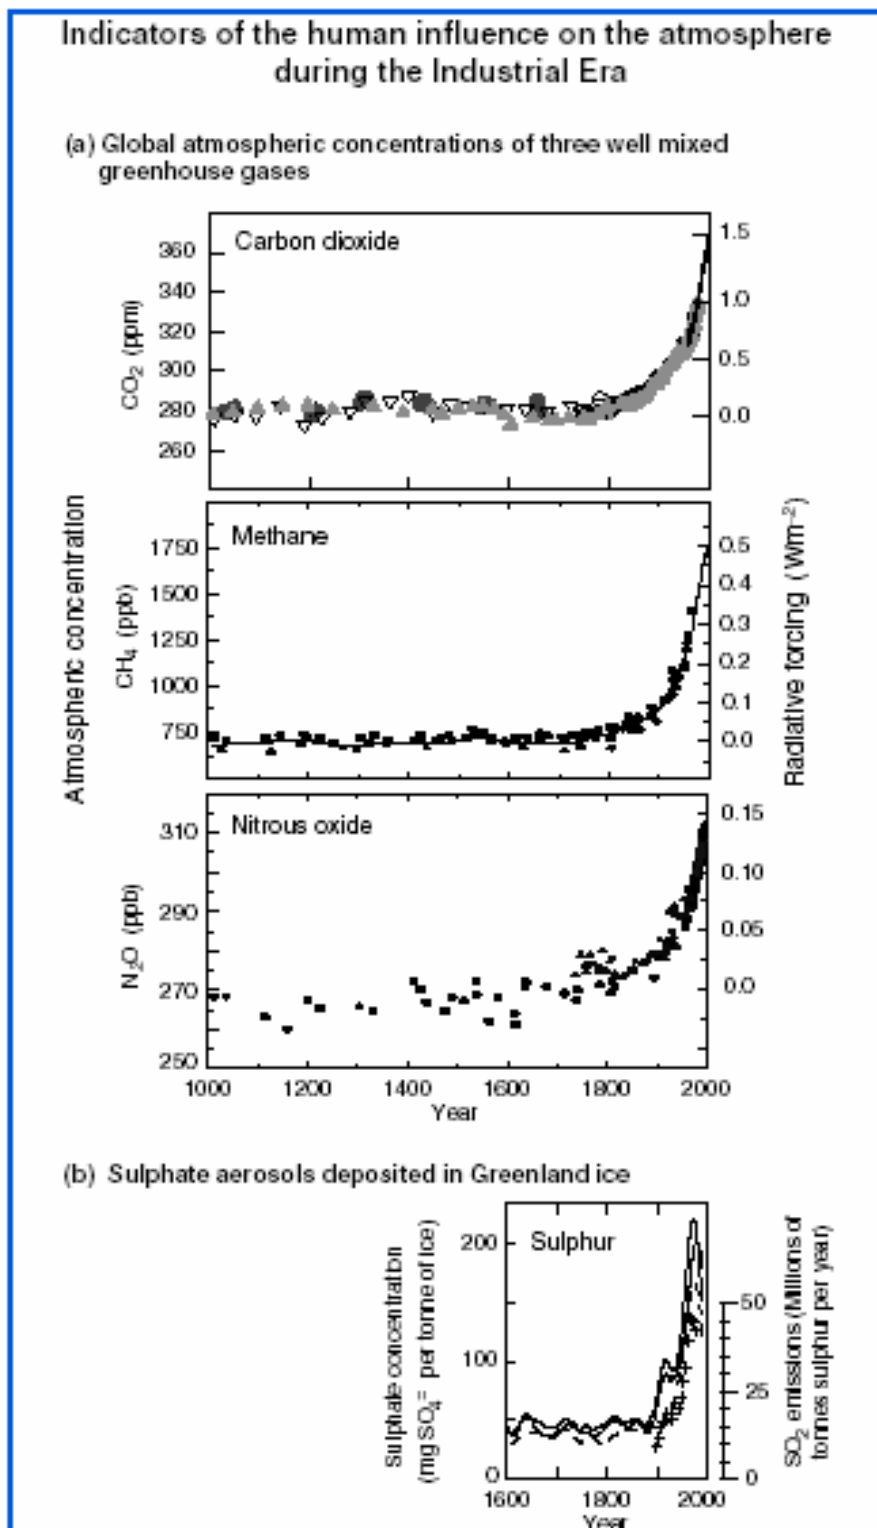 Indicators of the human influence on the atmosphere
during the Industrial Era
(a) Global atmospheric concentrations of three well mixed
greenhouse gases
Carbon dioxide
CO₂ (ppm)
360
340
320
300
280
260
1.5
1.0
0.5
0.0
Atmospheric concentration
Radiative forcing (Wm⁻²)
Methane
CH₄ (ppb)
1750
1500
1250
1000
750
0.5
0.4
0.3
0.2
0.1
0.0
Nitrous oxide
N₂O (ppb)
310
290
270
250
0.15
0.10
0.05
0.0
1000 1200 1400 1600 1800 2000
Year
(b) Sulphate aerosols deposited in Greenland ice
Sulphur
Sulphate concentration
(mg SO₄⁼ per tonne of ice)
200
100
0
50
25
0
SO₂ emissions (Millions of
tonnes sulphur per year)
1600 1800 2000
Year